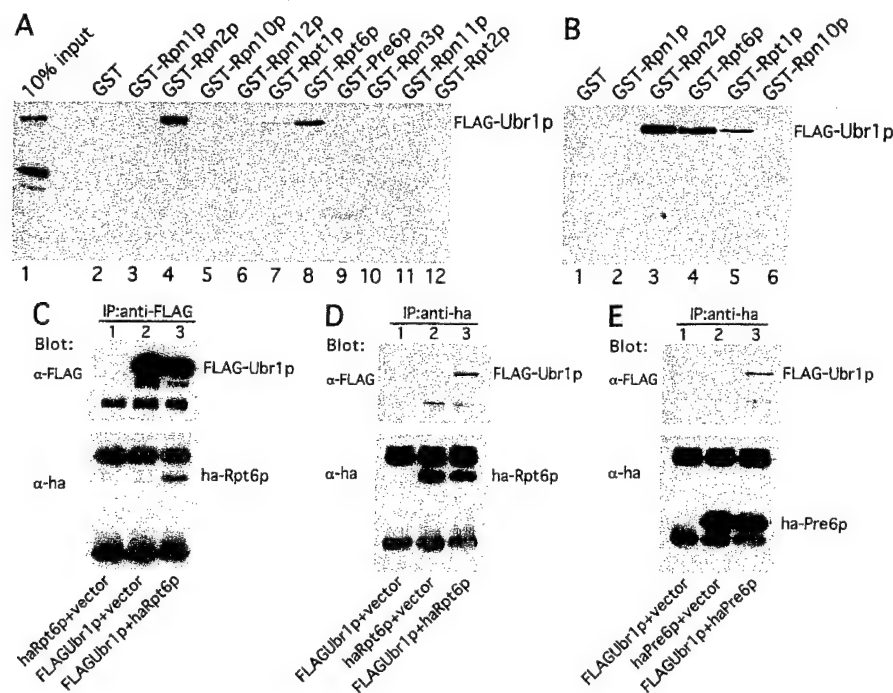 A
10% input
GST
GST-Rpn1p
GST-Rpn2p
GST-Rpn10p
GST-Rpn12p
GST-Rpt1p
GST-Rpt6p
GST-Pre6p
GST-Rpn3p
GST-Rpn11p
GST-Rpt2p
FLAG-Ubr1p
1 2 3 4 5 6 7 8 9 10 11 12
B
GST
GST-Rpn1p
GST-Rpn2p
GST-Rpt6p
GST-Rpt1p
GST-Rpn10p
FLAG-Ubr1p
1 2 3 4 5 6
C
IP:anti-FLAG
1 2 3
Blot:
α-FLAG
FLAG-Ubr1p
α-ha
ha-Rpt6p
haRpt6p+vector
FLAGUbr1p+vector
FLAGUbr1p+haRpt6p
D
IP:anti-ha
1 2 3
Blot:
α-FLAG
FLAG-Ubr1p
α-ha
ha-Rpt6p
FLAGUbr1p+vector
haRpt6p+vector
FLAGUbr1p+haRpt6p
E
IP:anti-ha
1 2 3
Blot:
α-FLAG
FLAG-Ubr1p
α-ha
ha-Pre6p
FLAGUbr1p+vector
haPre6p+vector
FLAGUbr1p+haPre6p